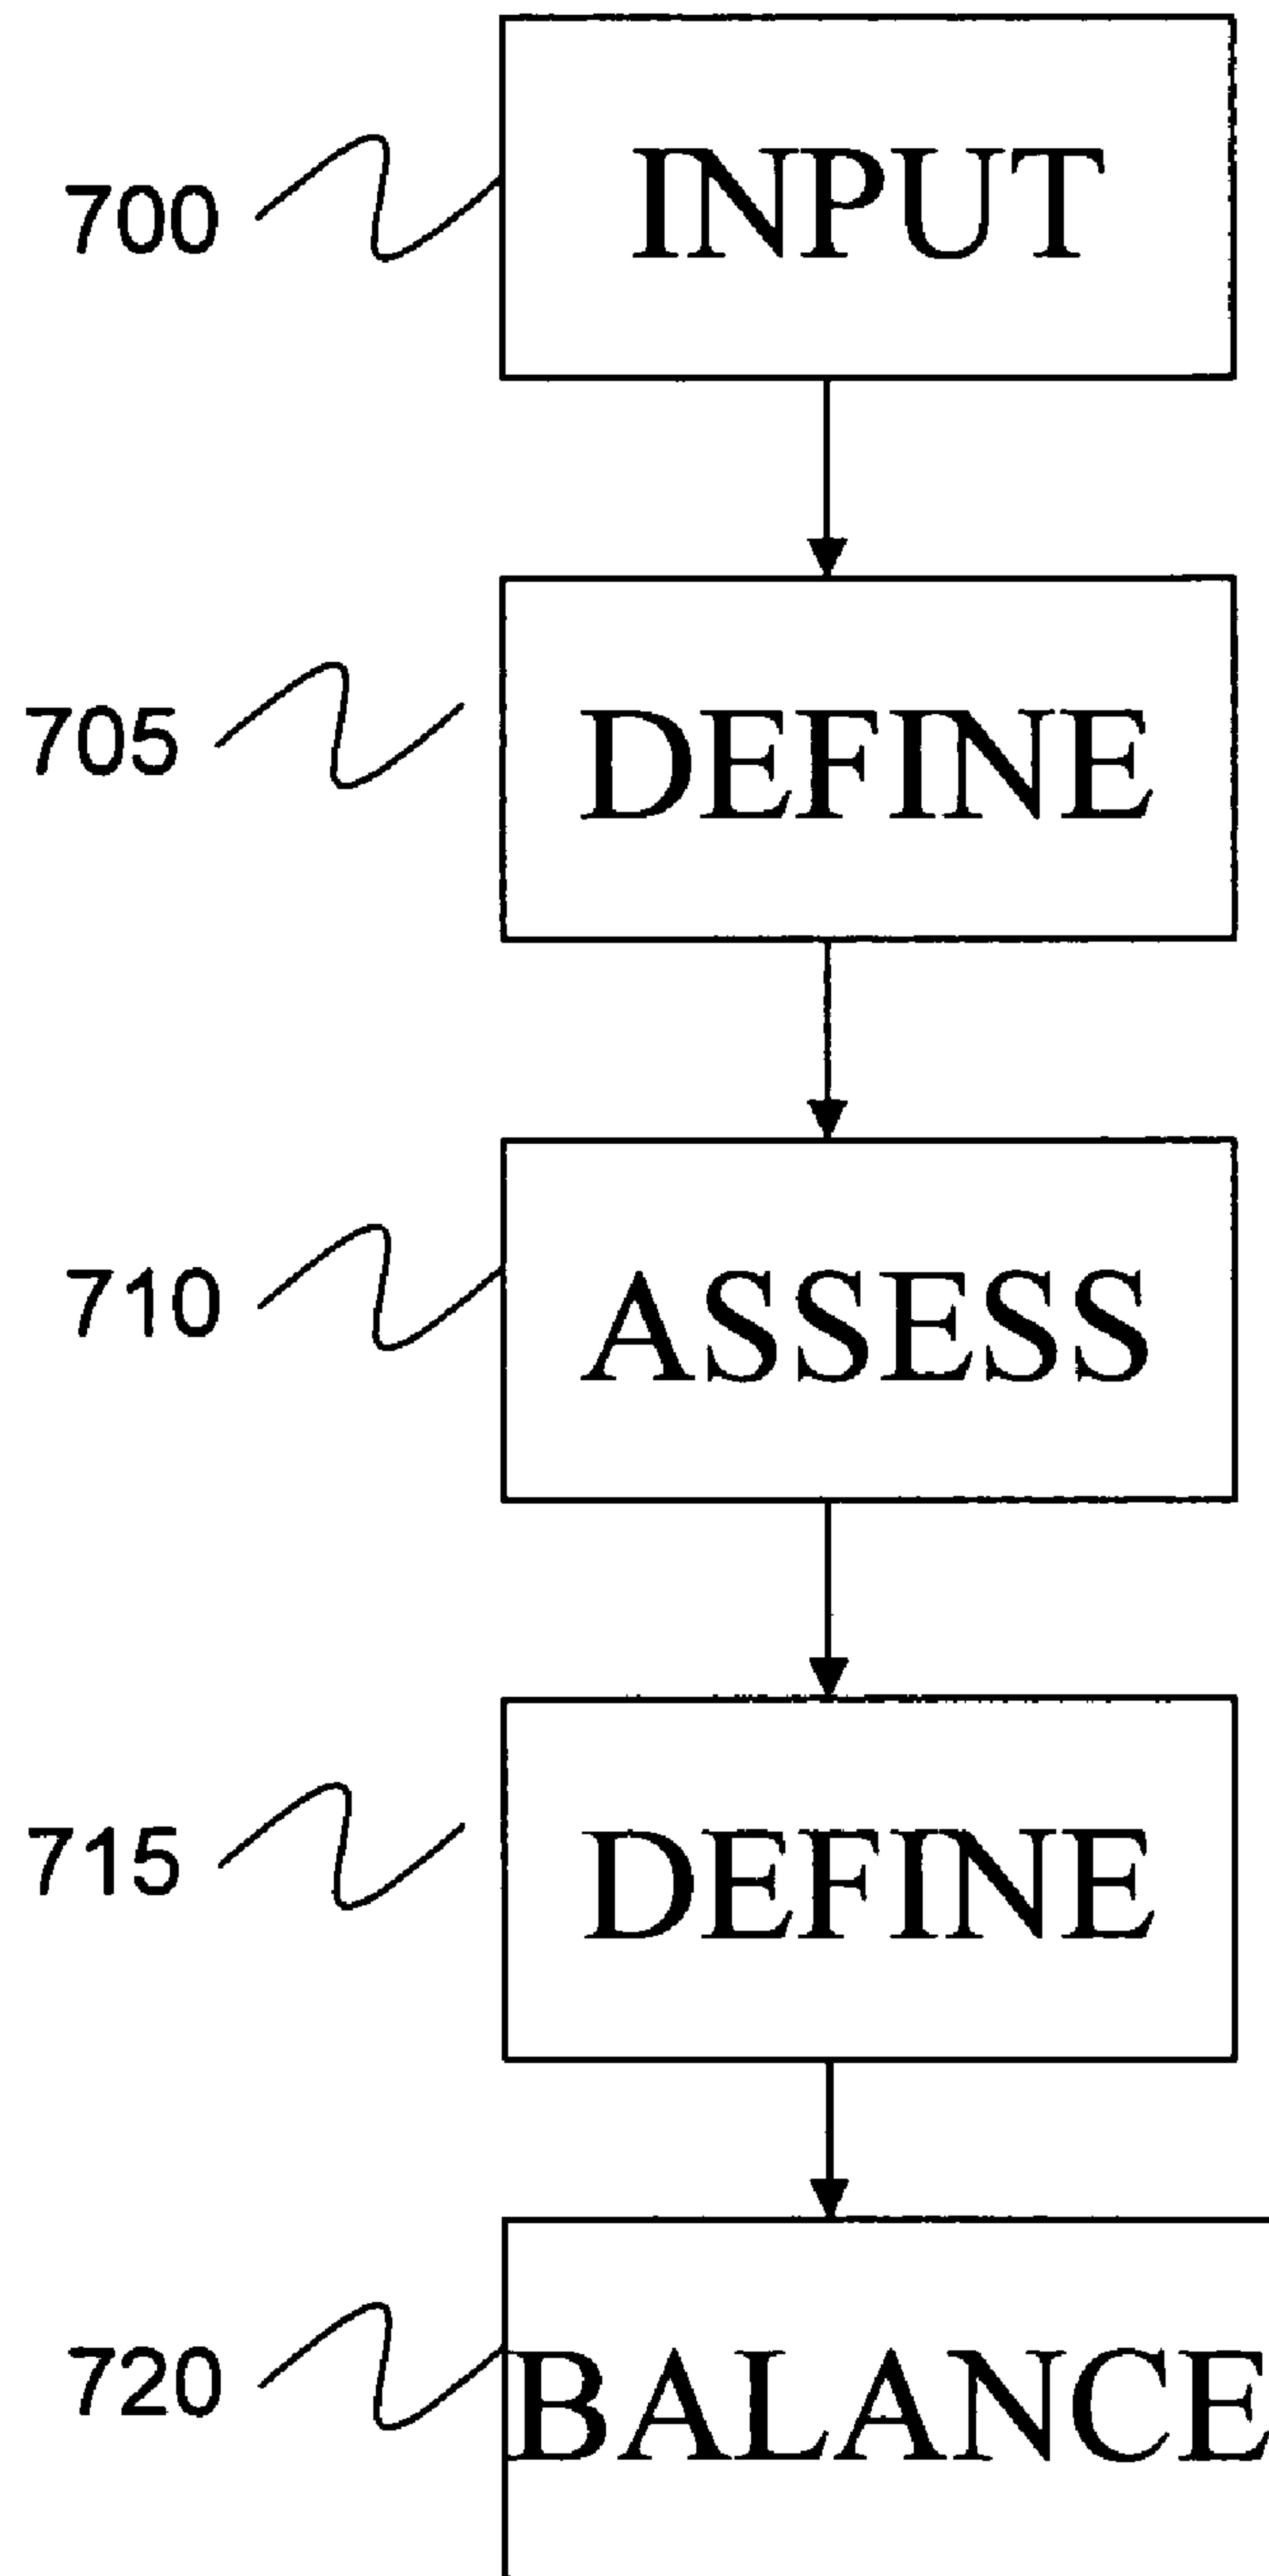 700 INPUT
705 DEFINE
710 ASSESS
715 DEFINE
720 BALANCE